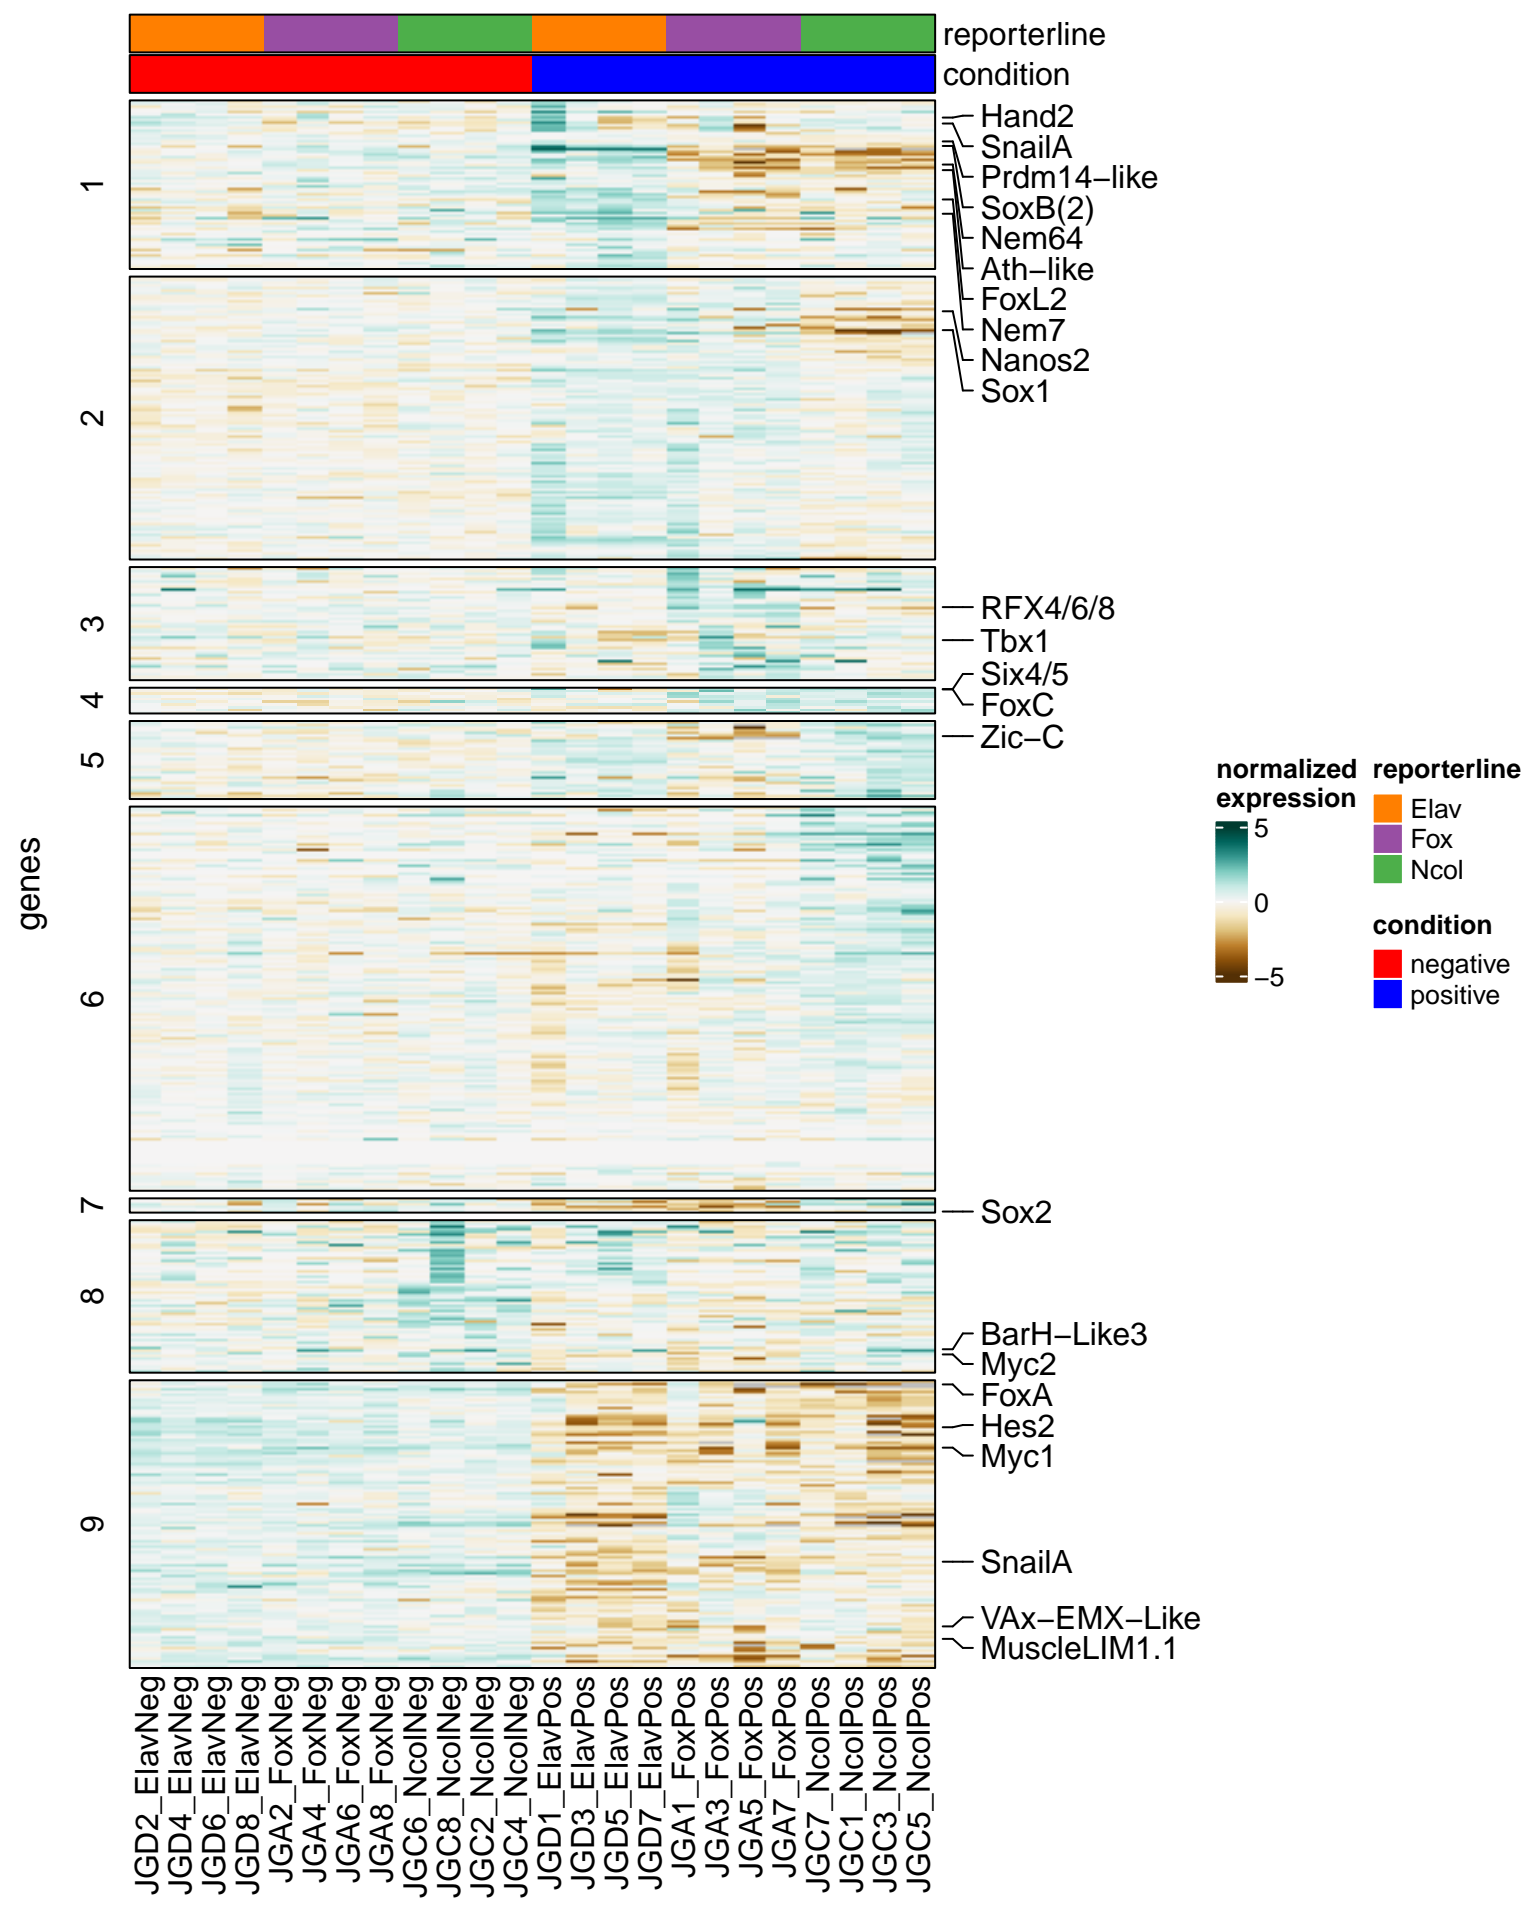 reporterline
condition
1
Hand2
SnailA
Prdm14−like
SoxB(2)
Nem64
Ath−like
FoxL2
Nem7
Nanos2
Sox1
2
3
RFX4/6/8
Tbx1
Six4/5
4
FoxC
Zic−C
5
normalized
expression
5
0
−5
reporterline
Elav
Fox
Ncol
condition
negative
positive
genes
6
7
Sox2
8
BarH−Like3
Myc2
FoxA
Hes2
Myc1
9
SnailA
VAx−EMX−Like
MuscleLIM1.1
JGD2_ElavNeg
JGD4_ElavNeg
JGD6_ElavNeg
JGD8_ElavNeg
JGA2_FoxNeg
JGA4_FoxNeg
JGA6_FoxNeg
JGA8_FoxNeg
JGC6_NcolNeg
JGC8_NcolNeg
JGC2_NcolNeg
JGC4_NcolNeg
JGD1_ElavPos
JGD3_ElavPos
JGD5_ElavPos
JGD7_ElavPos
JGA1_FoxPos
JGA3_FoxPos
JGA5_FoxPos
JGA7_FoxPos
JGC7_NcolPos
JGC1_NcolPos
JGC3_NcolPos
JGC5_NcolPos